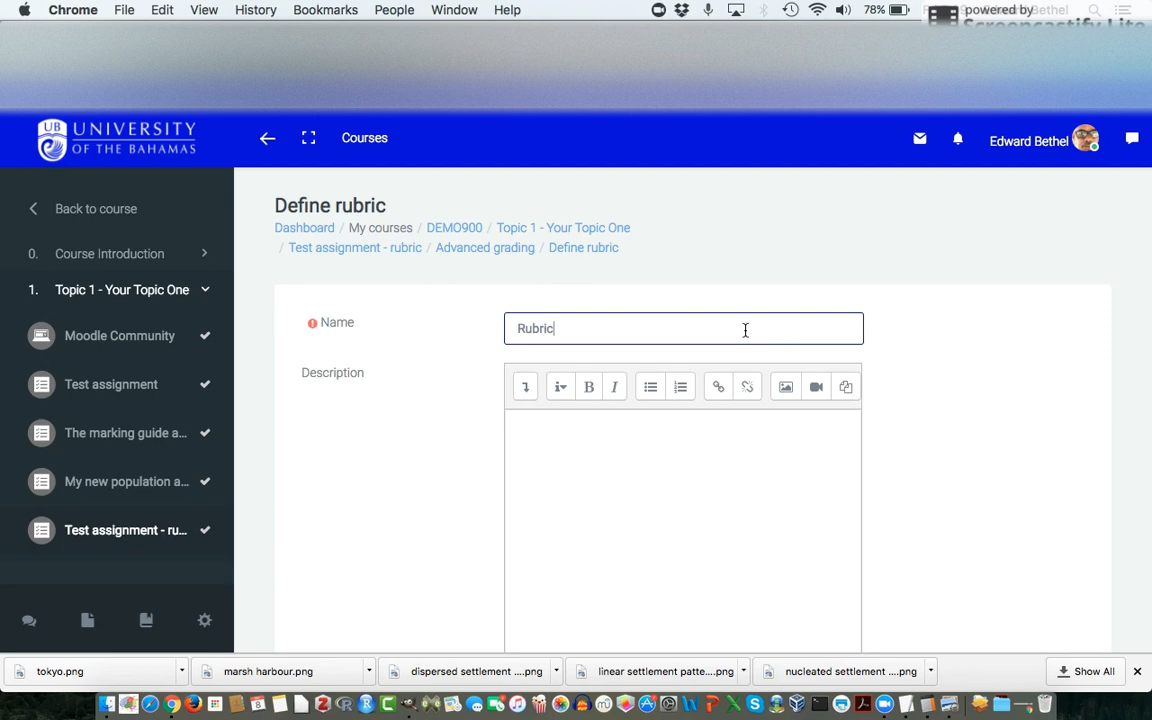 Chrome File Edit View History Bookmarks People Window Help 78% Bethel
powered by
Screencastify Lite
UB UNIVERSITY
OF THE BAHAMAS
Courses
Edward Bethel
Back to course
0. Course Introduction
1. Topic 1 - Your Topic One
Moodle Community
Test assignment
The marking guide a...
My new population a...
Test assignment - ru...
Define rubric
Dashboard / My courses / DEMO900 / Topic 1 - Your Topic One
/ Test assignment - rubric / Advanced grading / Define rubric
Name
Rubric
Description
B I
tokyo.png
marsh harbour.png
dispersed settlement ....png
linear settlement patte....png
nucleated settlement ....png
Show All